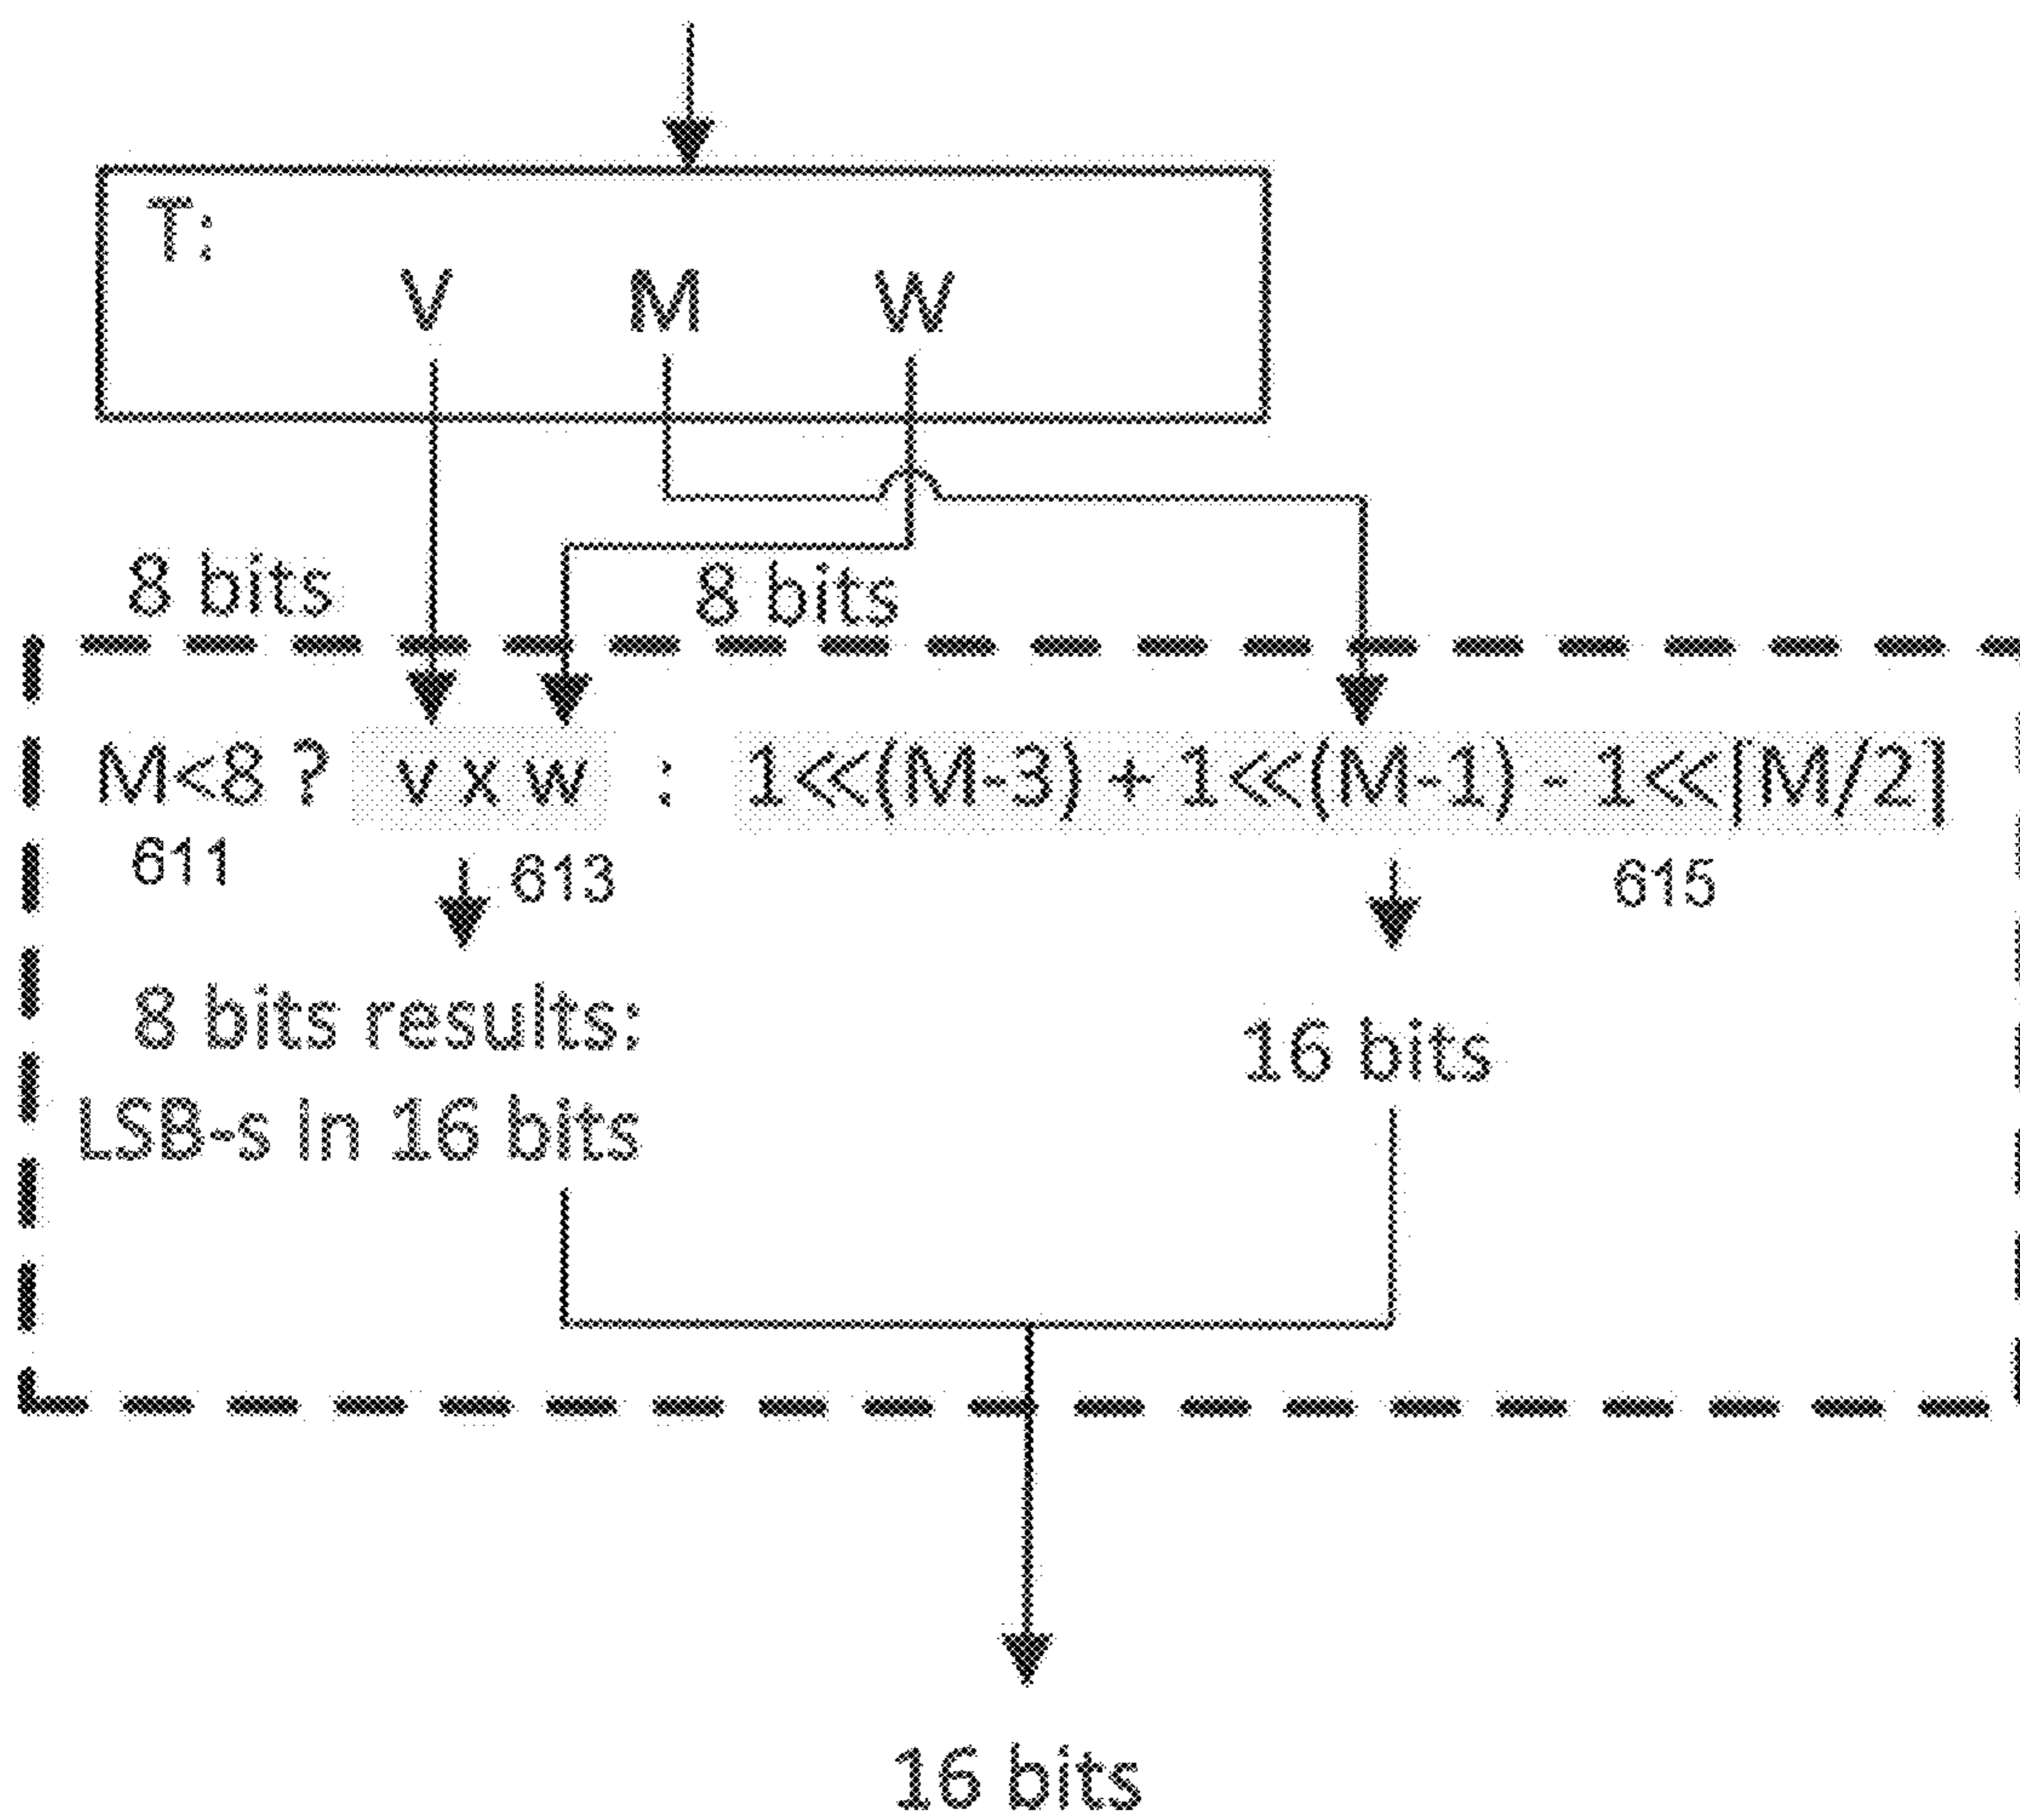 T:
V M W
8 bits 8 bits
M<8 ? v x w : 1<<(M-3) + 1<<(M-1) - 1<<⌈M/2⌉
611 613 615
8 bits results:
LSB-s in 16 bits
16 bits
16 bits